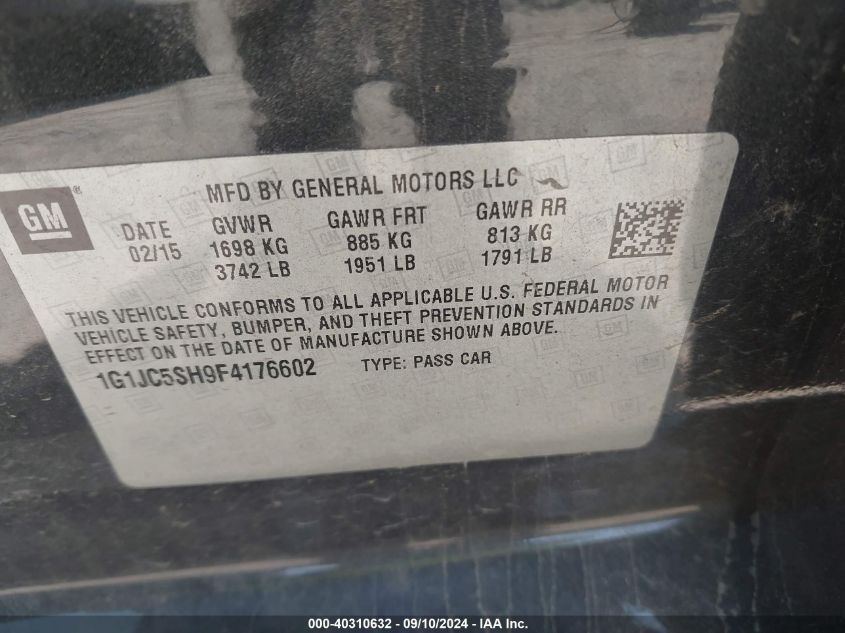 GM
MFD BY GENERAL MOTORS LLC
DATE
02/15
GVWR
1698 KG
3742 LB
GAWR FRT
885 KG
1951 LB
GAWR RR
813 KG
1791 LB
THIS VEHICLE CONFORMS TO ALL APPLICABLE U.S. FEDERAL MOTOR
VEHICLE SAFETY, BUMPER, AND THEFT PREVENTION STANDARDS IN
EFFECT ON THE DATE OF MANUFACTURE SHOWN ABOVE.
1G1JC5SH9F4176602 TYPE: PASS CAR
000-40310632 - 09/10/2024 - IAA Inc.